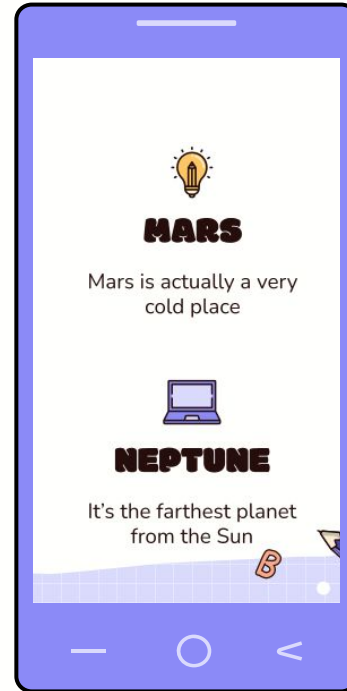 MARS
Mars is actually a very
cold place
NEPTUNE
It’s the farthest planet
from the Sun
B